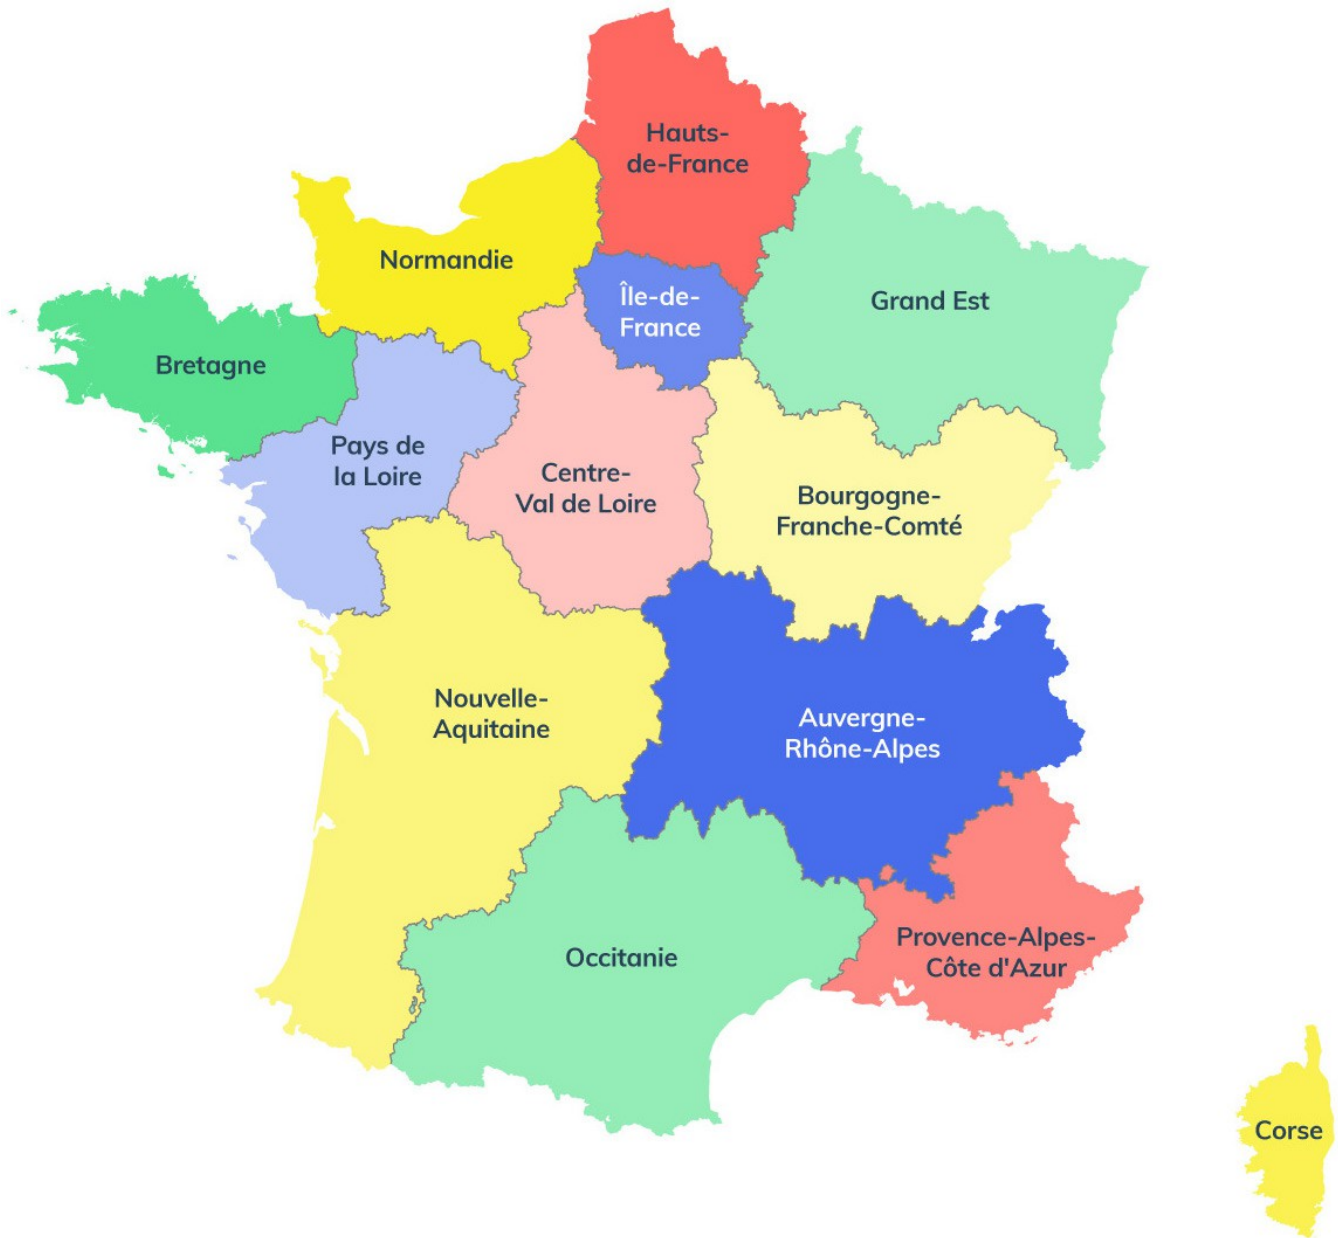 Hauts-
de-France
Normandie
Île-de-
France
Grand Est
Bretagne
Pays de
la Loire
Centre-
Val de Loire
Bourgogne-
Franche-Comté
Nouvelle-
Aquitaine
Auvergne-
Rhône-Alpes
Occitanie
Provence-Alpes-
Côte d'Azur
Corse